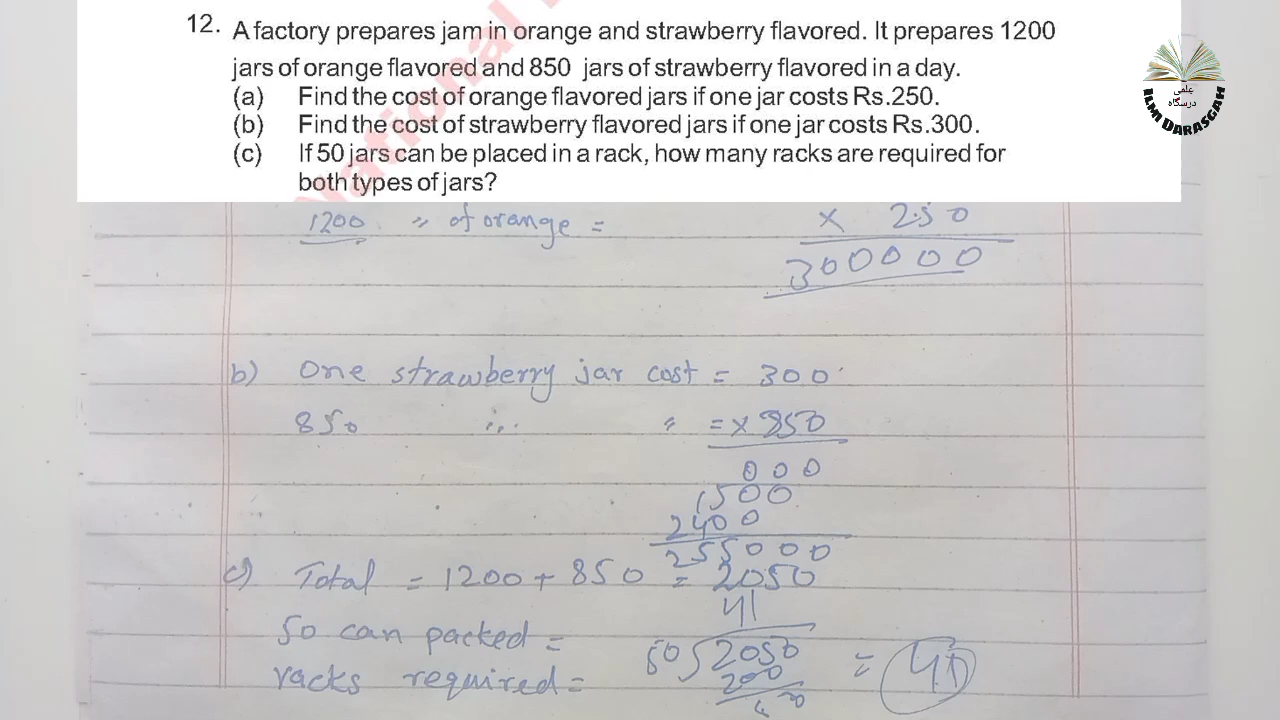 12. A factory prepares jam in orange and strawberry flavored. It prepares 1200
jars of orange flavored and 850 jars of strawberry flavored in a day.
(a) Find the cost of orange flavored jars if one jar costs Rs.250.
(b) Find the cost of strawberry flavored jars if one jar costs Rs.300.
(c) If 50 jars can be placed in a rack, how many racks are required for
both types of jars?
National
علمی
درسگاہ
ILMI DARASGAH
1200 " of orange = x 250
300000
b) One strawberry jar cost = 300
850 " " = x 850
000
1500
2400
255000
c) Total = 1200 + 850 = 2050
41
50 can packed = 50 2050 = 41
racks required = 200